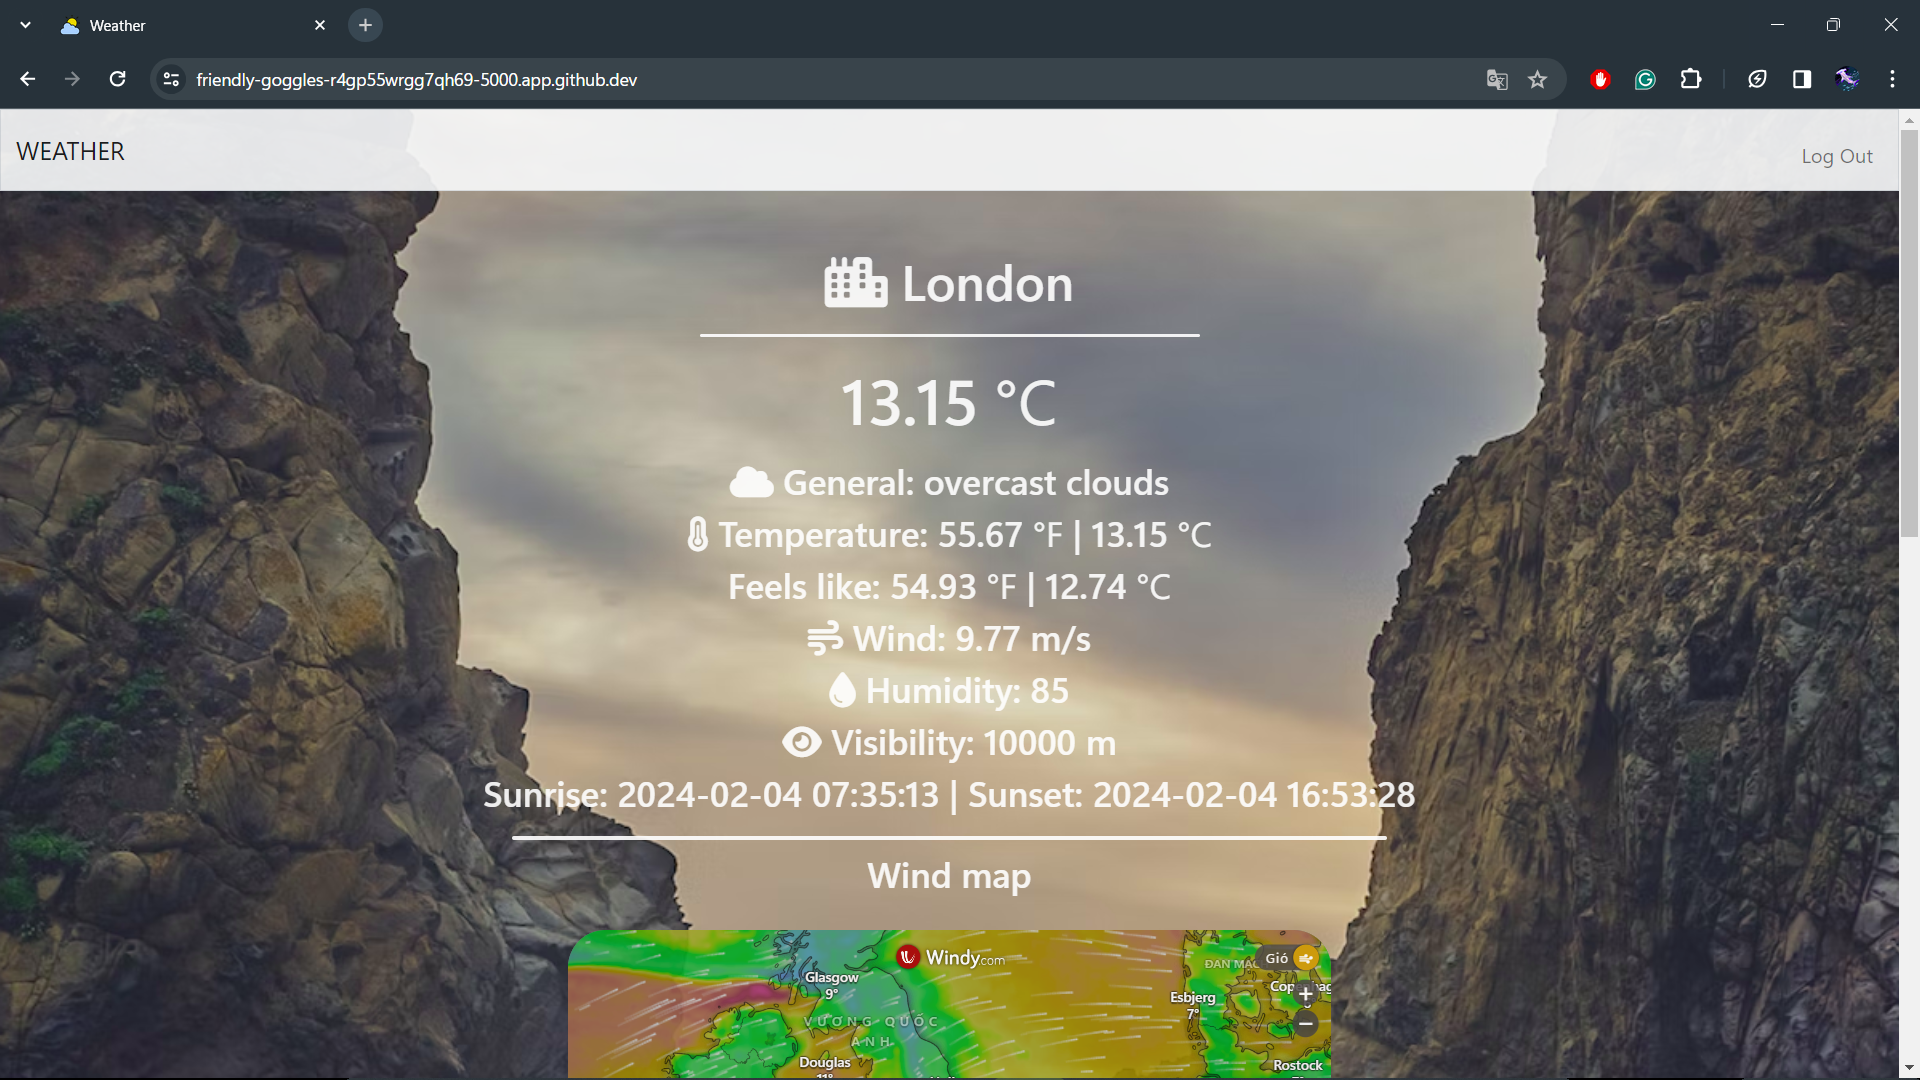 Weather
friendly-goggles-r4gp55wrgg7qh69-5000.app.github.dev
WEATHER
Log Out
London
13.15 °C
General: overcast clouds
Temperature: 55.67 °F | 13.15 °C
Feels like: 54.93 °F | 12.74 °C
Wind: 9.77 m/s
Humidity: 85
Visibility: 10000 m
Sunrise: 2024-02-04 07:35:13 | Sunset: 2024-02-04 16:53:28
Wind map
Windy.com
Gió
ĐAN MẠC
Glasgow
9°
Esbjerg
7°
VƯƠNG QUỐC
ANH
Douglas
11°
Rostock